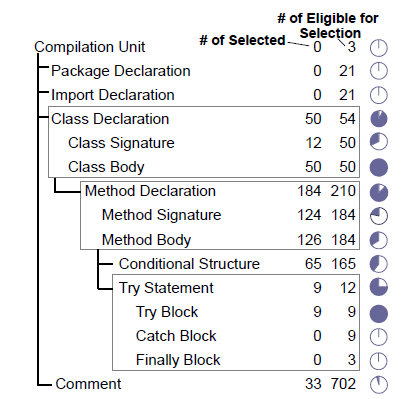 # of Eligible for
Selection
# of Selected
Compilation Unit 0 3
Package Declaration 0 21
Import Declaration 0 21
Class Declaration 50 54
Class Signature 12 50
Class Body 50 50
Method Declaration 184 210
Method Signature 124 184
Method Body 126 184
Conditional Structure 65 165
Try Statement 9 12
Try Block 9 9
Catch Block 0 9
Finally Block 0 3
Comment 33 702